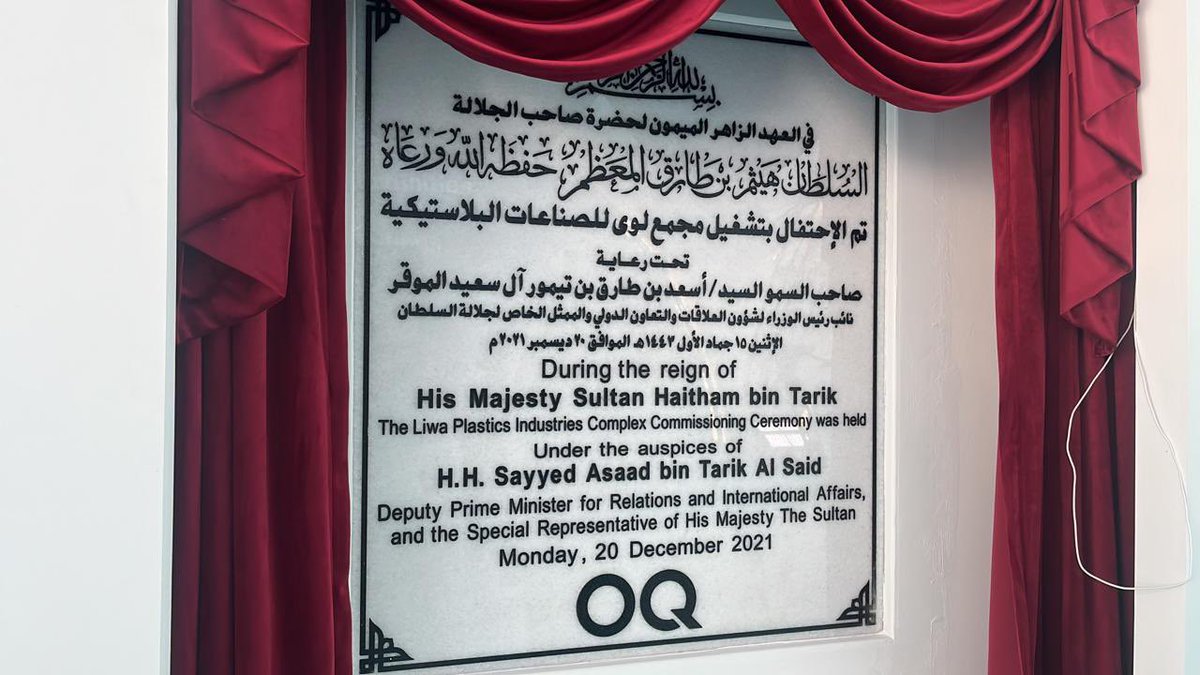 بسم الله الرحمن الرحيم
في العهد الزاهر الميمون لحضرة صاحب الجلالة
السلطان هيثم بن طارق المعظم حفظه الله ورعاه
تم الإحتفال بتشغيل مجمع لوى للصناعات البلاستيكية
تحت رعاية
صاحب السمو السيد/أسعد بن طارق بن تيمور آل سعيد الموقر
نائب رئيس الوزراء لشؤون العلاقات والتعاون الدولي والممثل الخاص لجلالة السلطان
الإثنين ١٥ جماد الأول ١٤٤٣هـ الموافق ٢٠ ديسمبر ٢٠٢١م
During the reign of
His Majesty Sultan Haitham bin Tarik
The Liwa Plastics Industries Complex Commissioning Ceremony was held
Under the auspices of
H.H. Sayyed Asaad bin Tarik Al Said
Deputy Prime Minister for Relations and International Affairs,
and the Special Representative of His Majesty The Sultan
Monday, 20 December 2021
OQ